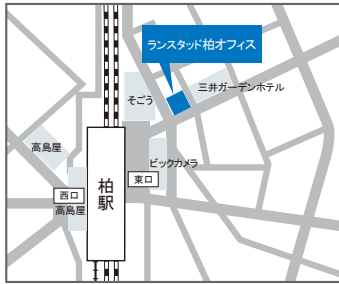 ランスタッド柏オフィス
三井ガーデンホテル
そごう
高島屋
ビックカメラ
柏駅
東口
西口
高島屋